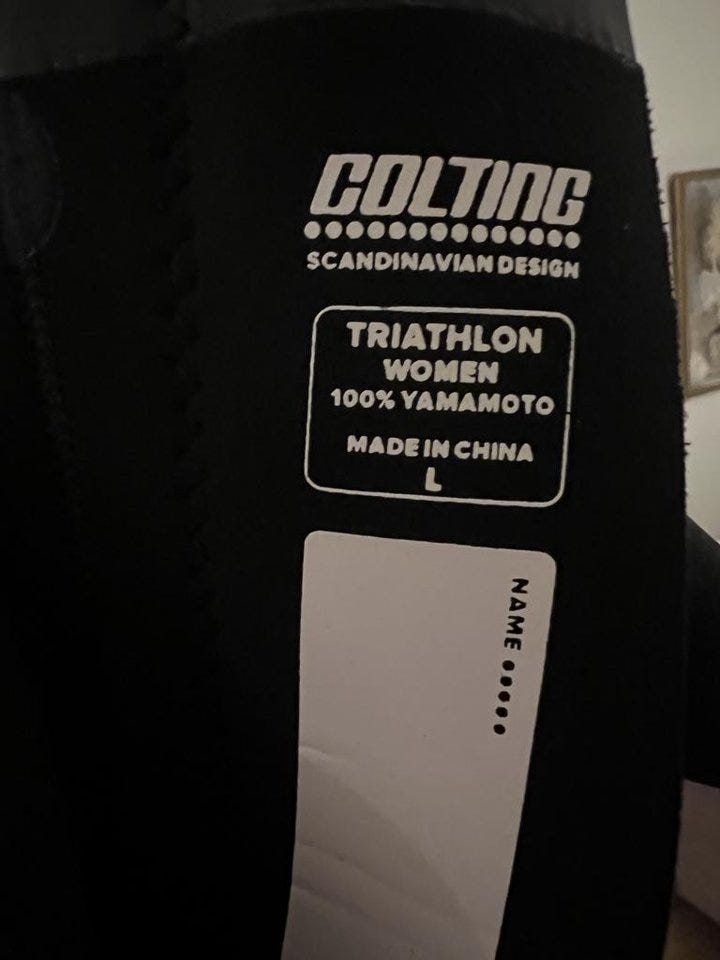 COLTING
SCANDINAVIAN DESIGN
TRIATHLON
WOMEN
100% YAMAMOTO
MADE IN CHINA
L
NAME •••••